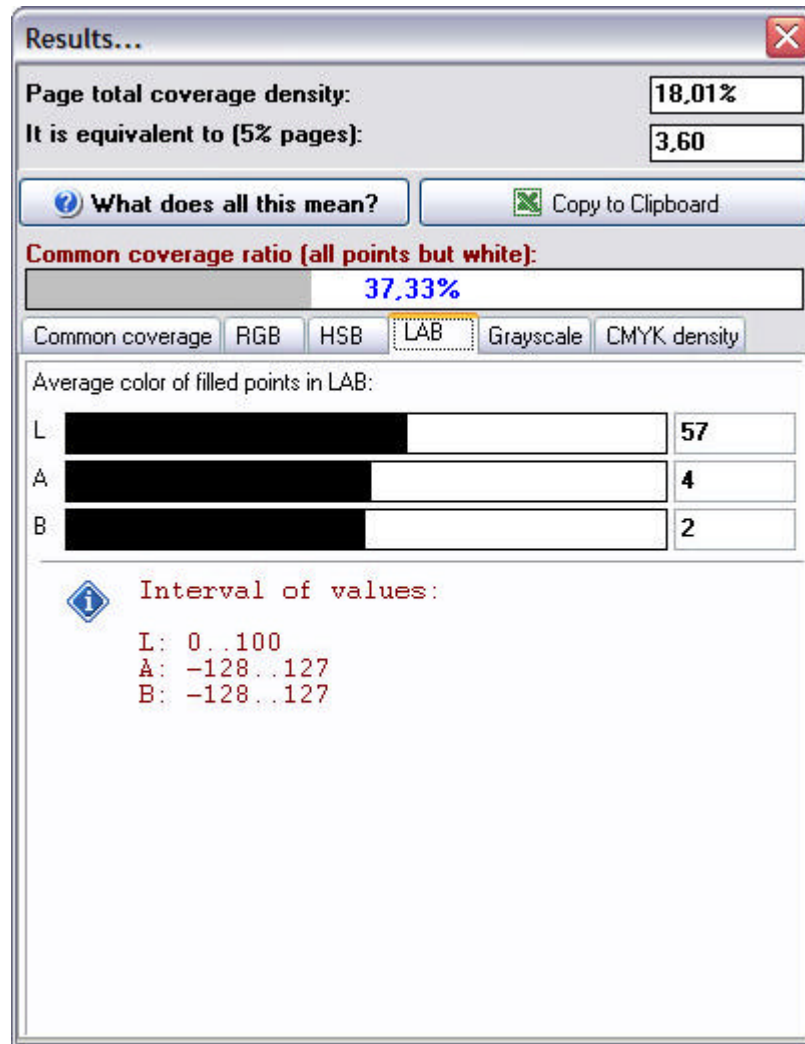 Results...
Page total coverage density: 18,01%
It is equivalent to (5% pages): 3,60
What does all this mean? Copy to Clipboard
Common coverage ratio (all points but white):
37,33%
Common coverage RGB HSB LAB Grayscale CMYK density
Average color of filled points in LAB:
L 57
A 4
B 2
Interval of values:
L: 0..100
A: -128..127
B: -128..127